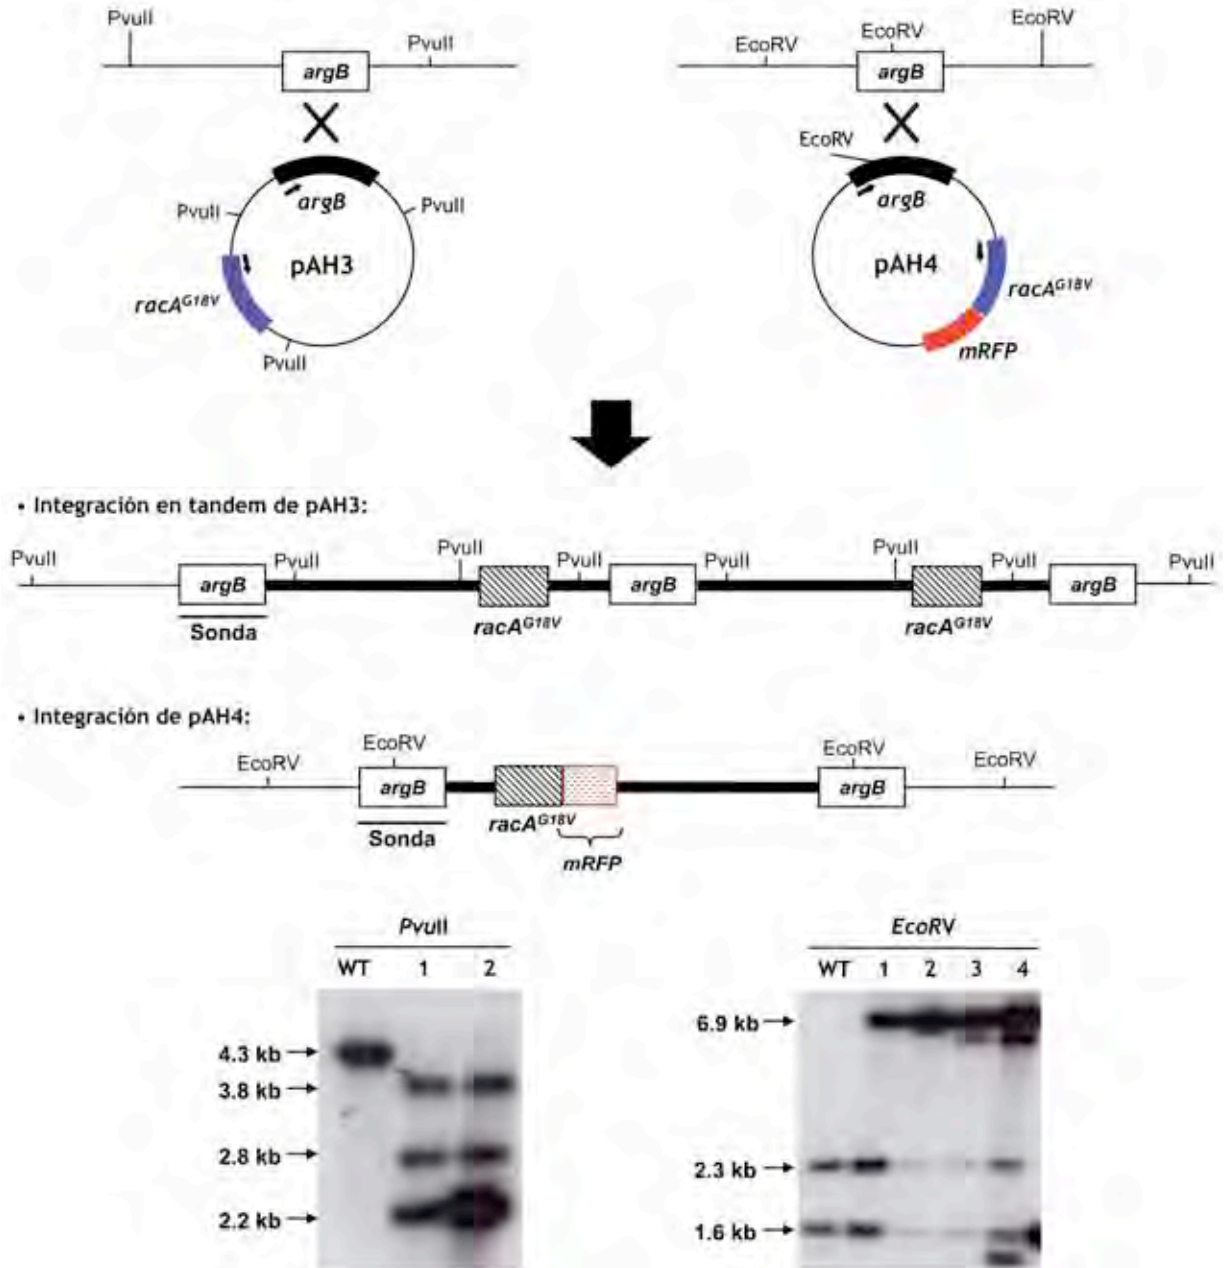 PvuII
PvuII
argB
EcoRV
EcoRV
EcoRV
argB
argB
PvuII
PvuII
pAH3
racA^G18V
PvuII
EcoRV
argB
pAH4
racA^G18V
mRFP
• Integración en tandem de pAH3:
PvuII PvuII PvuII PvuII PvuII PvuII PvuII PvuII
argB argB argB
Sonda racA^G18V racA^G18V
• Integración de pAH4:
EcoRV EcoRV EcoRV EcoRV
argB argB
Sonda racA^G18V
mRFP
PvuII
WT 1 2
4.3 kb
3.8 kb
2.8 kb
2.2 kb
EcoRV
WT 1 2 3 4
6.9 kb
2.3 kb
1.6 kb